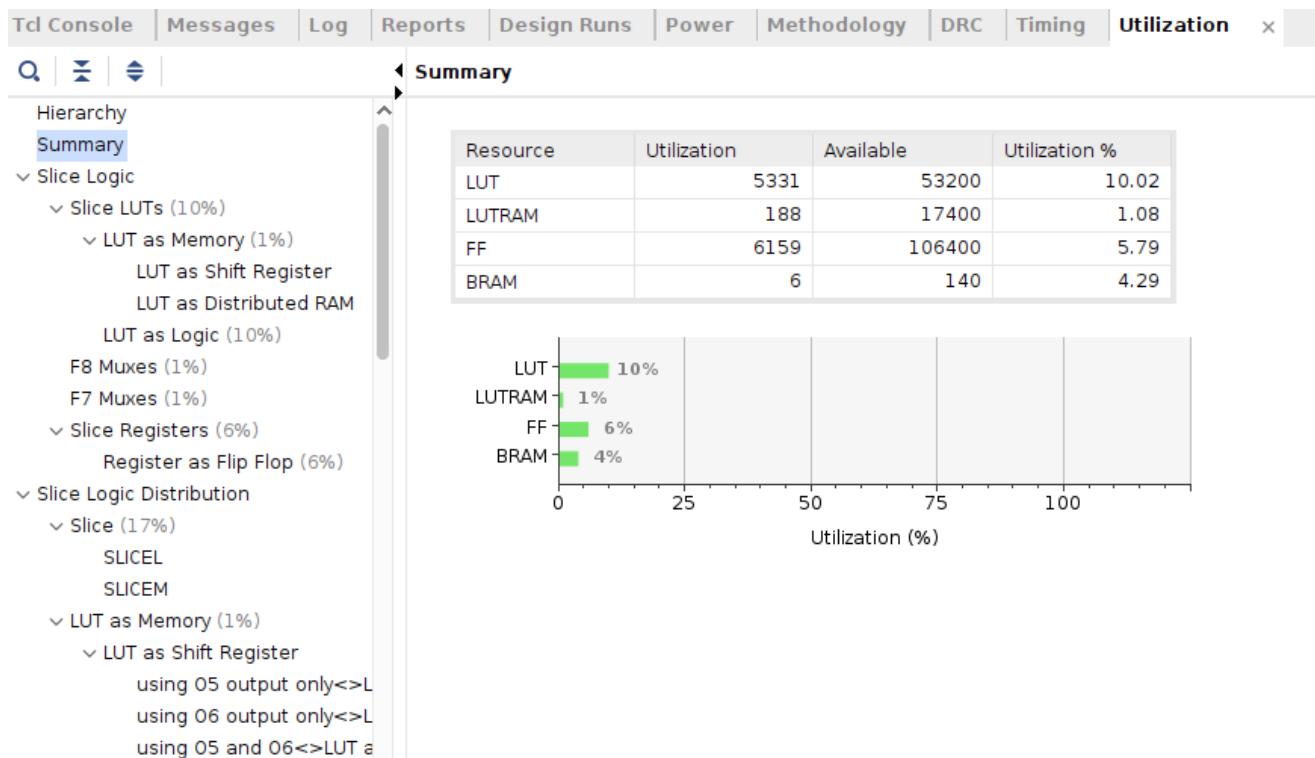 Tcl Console Messages Log Reports Design Runs Power Methodology DRC Timing Utilization ×
Summary
Hierarchy
Summary
Slice Logic
Slice LUTs (10%)
LUT as Memory (1%)
LUT as Shift Register
LUT as Distributed RAM
LUT as Logic (10%)
F8 Muxes (1%)
F7 Muxes (1%)
Slice Registers (6%)
Register as Flip Flop (6%)
Slice Logic Distribution
Slice (17%)
SLICEL
SLICEM
LUT as Memory (1%)
LUT as Shift Register
using O5 output only<>L
using O6 output only<>L
using O5 and O6<>LUT a
Resource Utilization Available Utilization %
LUT 5331 53200 10.02
LUTRAM 188 17400 1.08
FF 6159 106400 5.79
BRAM 6 140 4.29
LUT 10%
LUTRAM 1%
FF 6%
BRAM 4%
0 25 50 75 100
Utilization (%)